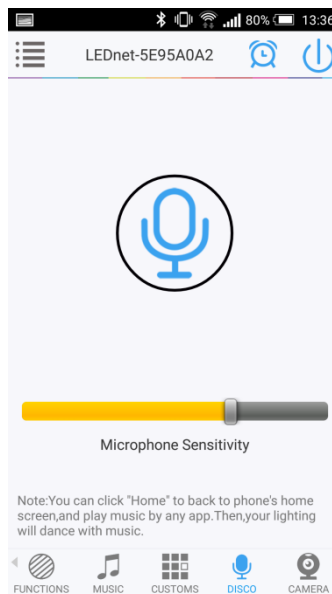 80% 13:36
LEDnet-5E95A0A2
Microphone Sensitivity
Note:You can click "Home" to back to phone's home
screen,and play music by any app.Then,your lighting
will dance with music.
FUNCTIONS MUSIC CUSTOMS DISCO CAMERA